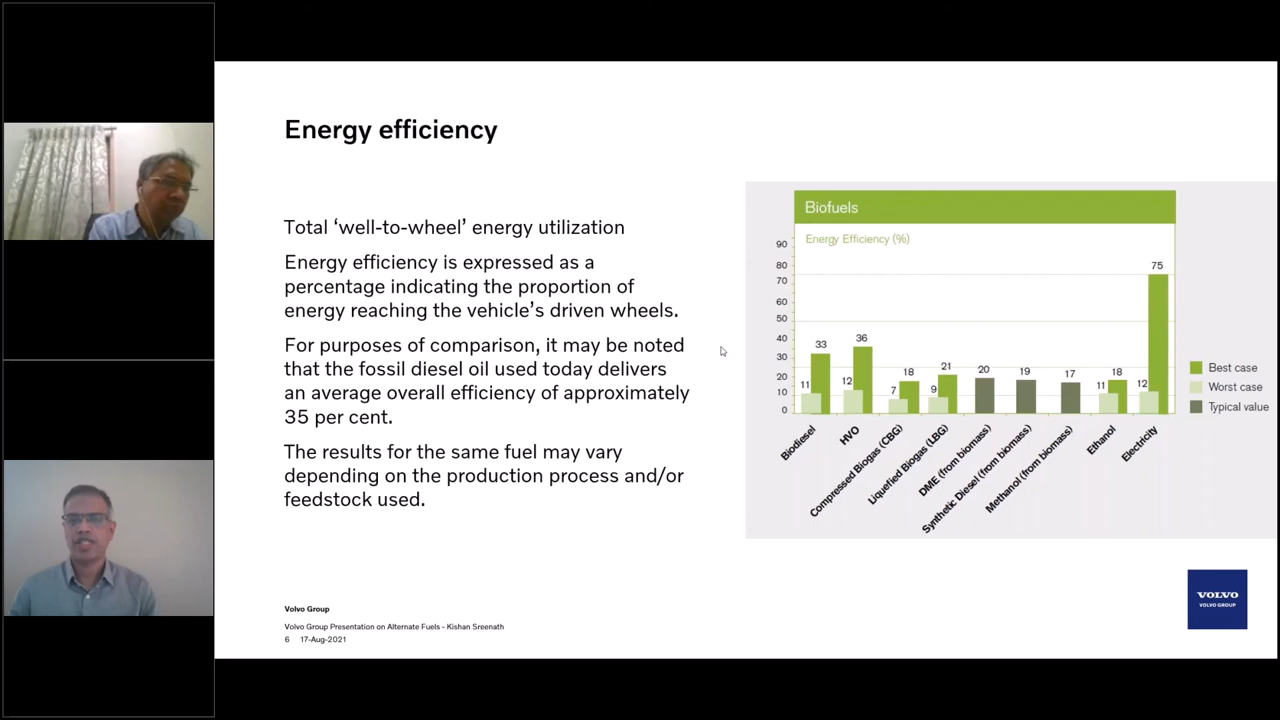 Energy efficiency
Total ‘well-to-wheel’ energy utilization
Energy efficiency is expressed as a
percentage indicating the proportion of
energy reaching the vehicle’s driven wheels.
For purposes of comparison, it may be noted
that the fossil diesel oil used today delivers
an average overall efficiency of approximately
35 per cent.
The results for the same fuel may vary
depending on the production process and/or
feedstock used.
Biofuels
Energy Efficiency (%)
90
80
70
60
50
40
30
20
10
0
11 33
12 36
7 18
9 21
20
19
17
11 18
12 75
Biodiesel
HVO
Compressed Biogas (CBG)
Liquefied Biogas (LBG)
DME (from biomass)
Synthetic Diesel (from biomass)
Methanol (from biomass)
Ethanol
Electricity
Best case
Worst case
Typical value
Volvo Group
Volvo Group Presentation on Alternate Fuels - Kishan Sreenath
6 17-Aug-2021
VOLVO
VOLVO GROUP